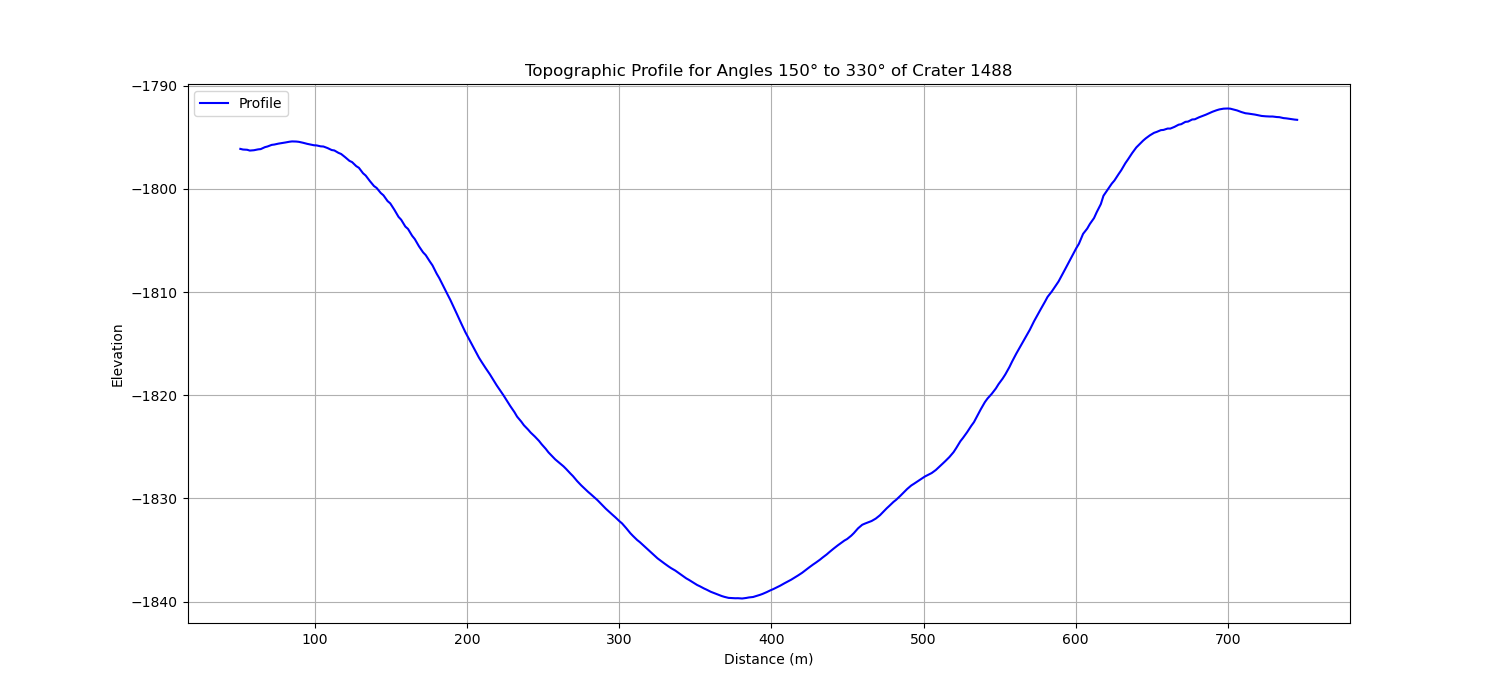 Topographic Profile for Angles 150° to 330° of Crater 1488
Profile
Elevation
−1790
−1800
−1810
−1820
−1830
−1840
100 200 300 400 500 600 700
Distance (m)